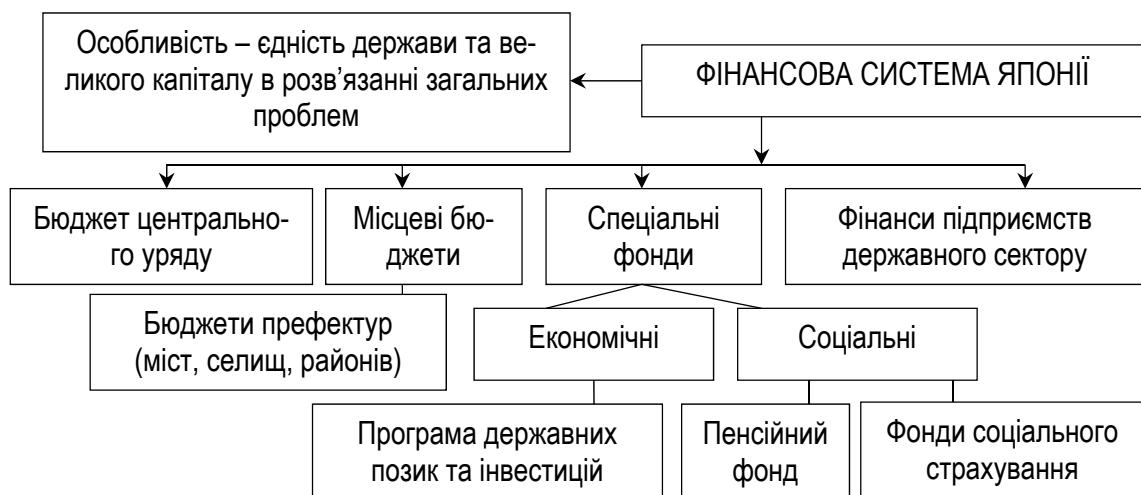 Особливість – єдність держави та ве-
ликого капіталу в розв’язанні загальних
проблем
ФІНАНСОВА СИСТЕМА ЯПОНІЇ
Бюджет центрально-
го уряду
Місцеві бю-
джети
Спеціальні
фонди
Фінанси підприємств
державного сектору
Бюджети префектур
(міст, селищ, районів)
Економічні
Соціальні
Програма державних
позик та інвестицій
Пенсійний
фонд
Фонди соціального
страхування